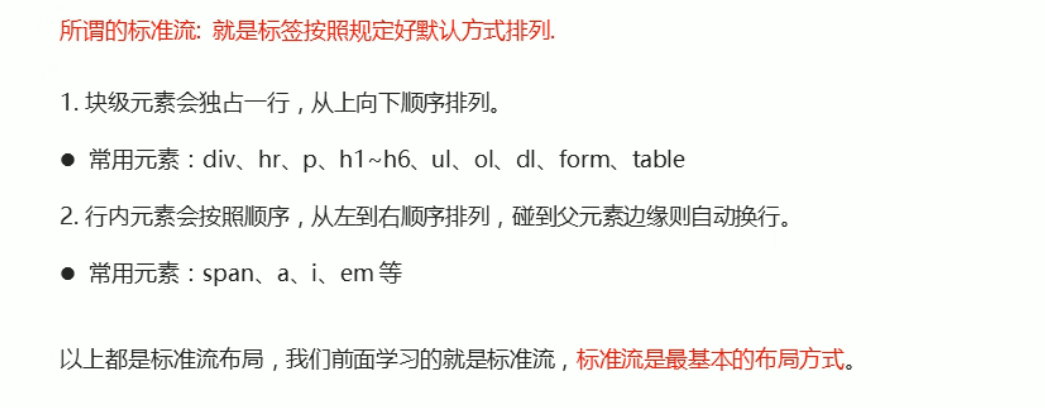 所谓的标准流: 就是标签按照规定好默认方式排列.
1. 块级元素会独占一行，从上向下顺序排列。
● 常用元素：div、hr、p、h1~h6、ul、ol、dl、form、table
2. 行内元素会按照顺序，从左到右顺序排列，碰到父元素边缘则自动换行。
● 常用元素：span、a、i、em 等
以上都是标准流布局，我们前面学习的就是标准流，标准流是最基本的布局方式。